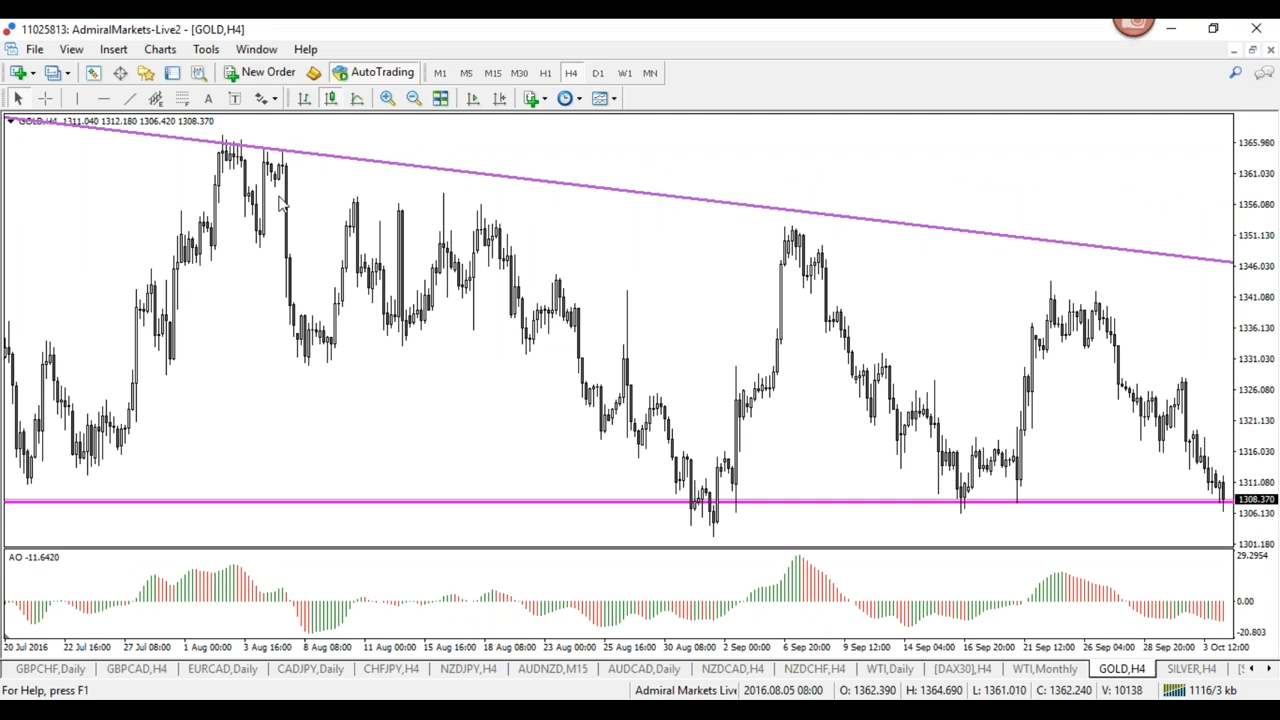 11025813: AdmiralMarkets-Live2 - [GOLD,H4]
File View Insert Charts Tools Window Help
New Order AutoTrading M1 M5 M15 M30 H1 H4 D1 W1 MN
A T
GOLD,H4 1311.040 1312.180 1306.420 1308.370
1365.980
1361.030
1356.080
1351.130
1346.030
1341.080
1336.130
1331.030
1326.080
1321.130
1316.030
1311.080
1308.370
1306.130
1301.180
AO -11.6420
29.2954
0.00
-20.803
20 Jul 2016 22 Jul 16:00 27 Jul 08:00 1 Aug 00:00 3 Aug 16:00 8 Aug 08:00 11 Aug 00:00 15 Aug 16:00 18 Aug 08:00 23 Aug 00:00 25 Aug 16:00 30 Aug 08:00 2 Sep 00:00 6 Sep 20:00 9 Sep 12:00 14 Sep 04:00 16 Sep 20:00 21 Sep 12:00 26 Sep 04:00 28 Sep 20:00 3 Oct 12:00
GBPCHF,Daily GBPCAD,H4 EURCAD,Daily CADJPY,Daily CHFJPY,H4 NZDJPY,H4 AUDNZD,M15 AUDCAD,Daily NZDCAD,H4 NZDCHF,H4 WTI,Daily [DAX30],H4 WTI,Monthly GOLD,H4 SILVER,H4
For Help, press F1 Admiral Markets Live 2016.08.05 08:00 O: 1362.390 H: 1364.690 L: 1361.010 C: 1362.240 V: 10138 1116/3 kb